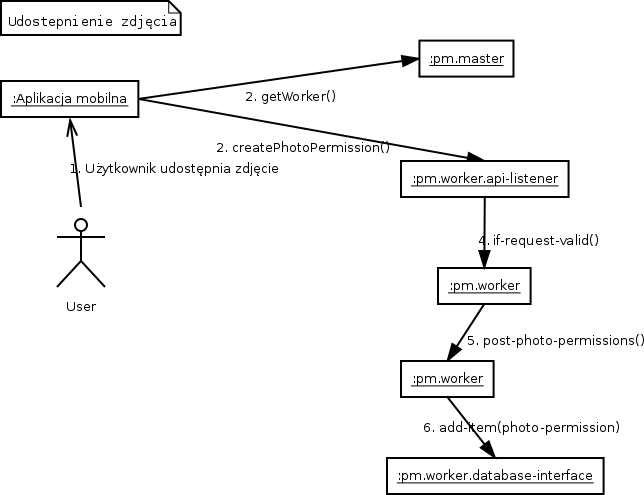 Udostepnienie zdjęcia
:pm.master
:Aplikacja mobilna
2. getWorker()
2. createPhotoPermission()
1. Użytkownik udostępnia zdjęcie
:pm.worker.api-listener
4. if-request-valid()
:pm.worker
User
5. post-photo-permissions()
:pm.worker
6. add-item(photo-permission)
:pm.worker.database-interface